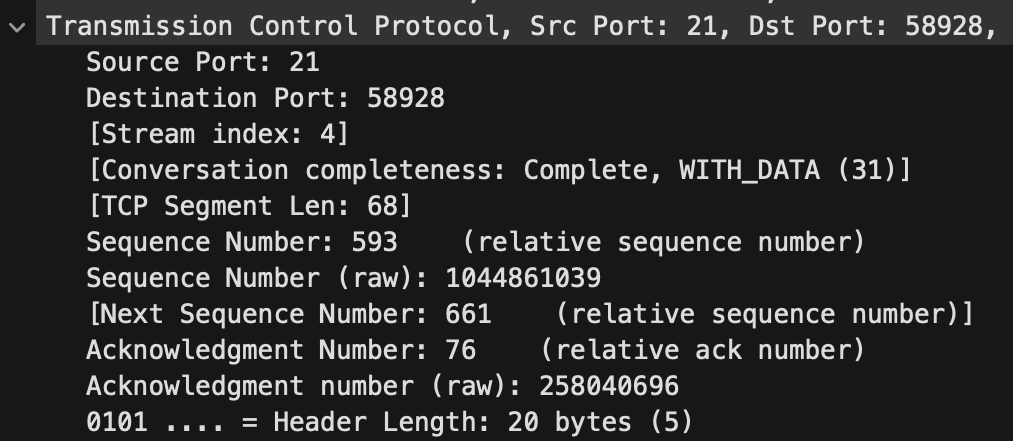 Transmission Control Protocol, Src Port: 21, Dst Port: 58928,
Source Port: 21
Destination Port: 58928
[Stream index: 4]
[Conversation completeness: Complete, WITH_DATA (31)]
[TCP Segment Len: 68]
Sequence Number: 593    (relative sequence number)
Sequence Number (raw): 1044861039
[Next Sequence Number: 661    (relative sequence number)]
Acknowledgment Number: 76    (relative ack number)
Acknowledgment number (raw): 258040696
0101 .... = Header Length: 20 bytes (5)